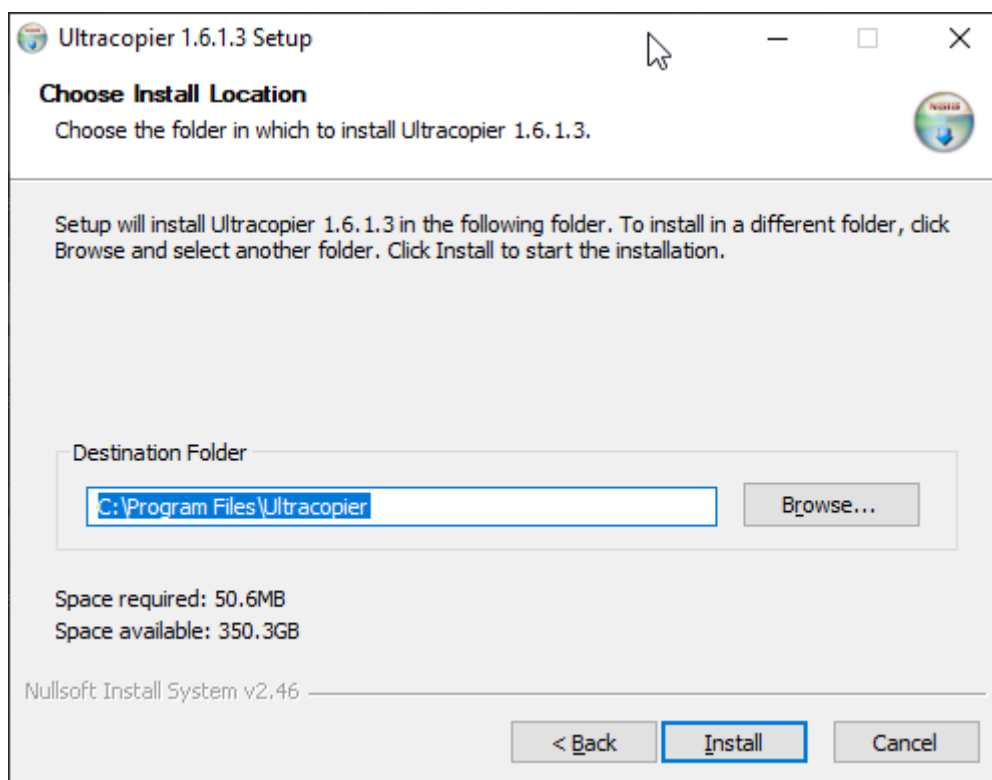 Ultracopier 1.6.1.3 Setup
Choose Install Location
Choose the folder in which to install Ultracopier 1.6.1.3.
NSIS
Setup will install Ultracopier 1.6.1.3 in the following folder. To install in a different folder, click
Browse and select another folder. Click Install to start the installation.
Destination Folder
C:\Program Files\Ultracopier
Browse...
Space required: 50.6MB
Space available: 350.3GB
Nullsoft Install System v2.46
< Back
Install
Cancel